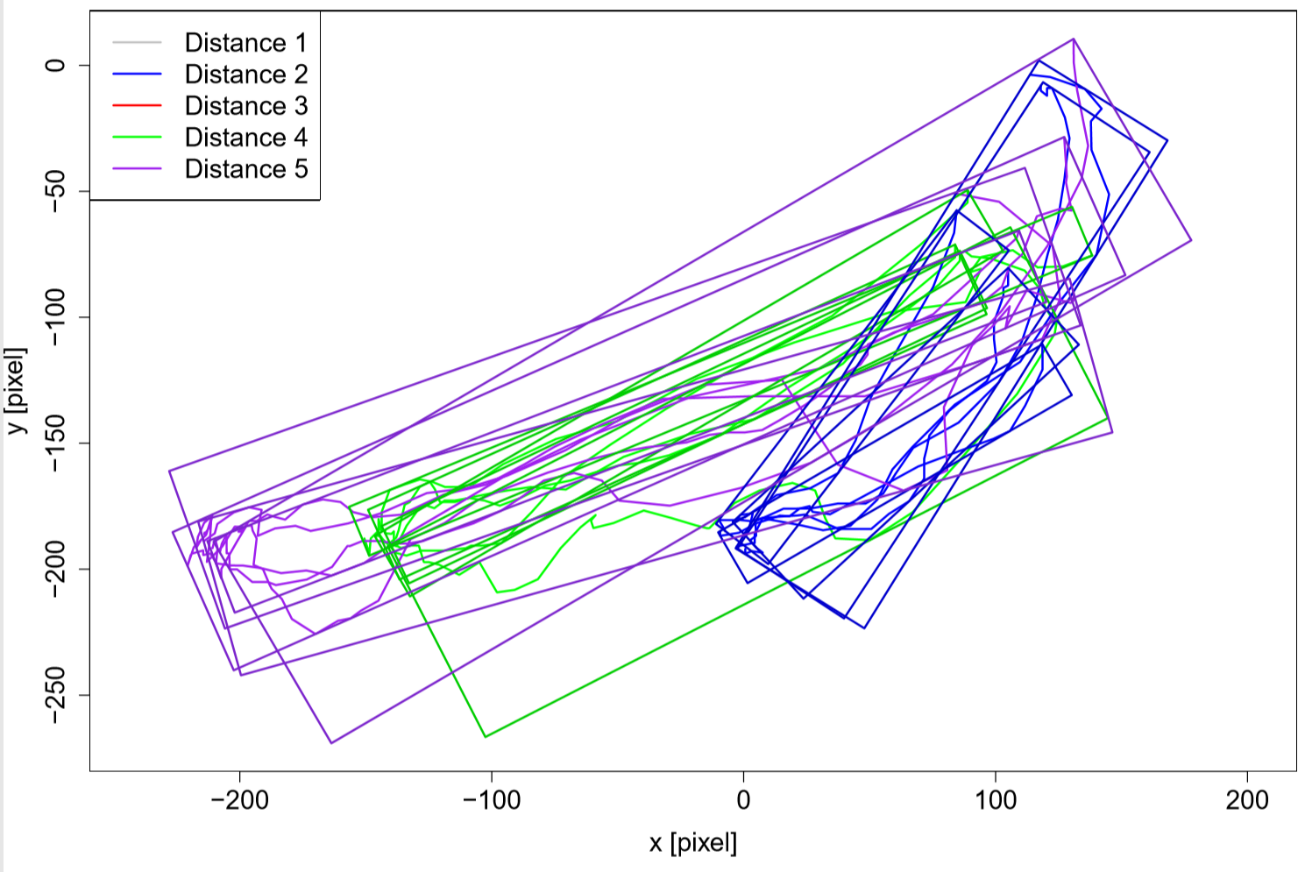 Distance 1
Distance 2
Distance 3
Distance 4
Distance 5
0
−50
−100
−150
−200
−250
y [pixel]
−200 −100 0 100 200
x [pixel]